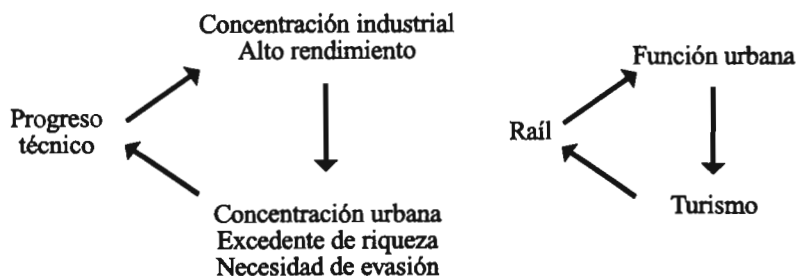 Concentración industrial
Alto rendimiento
Progreso
técnico
Concentración urbana
Excedente de riqueza
Necesidad de evasión
Función urbana
Raíl
Turismo